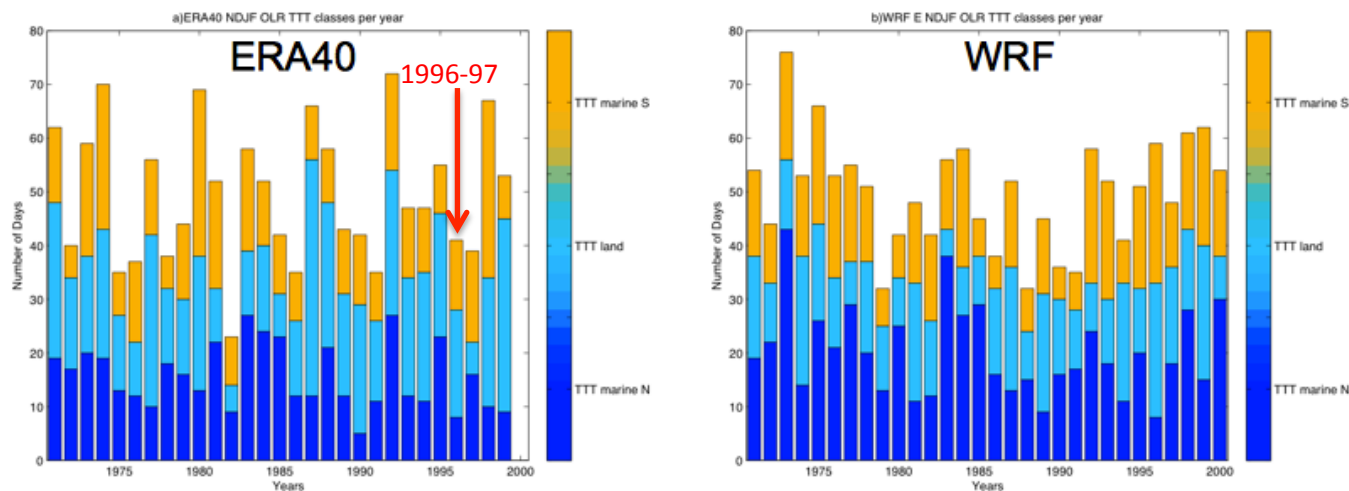 a)ERA40 NDJF OLR TTT classes per year
ERA40
1996-97
80
70
60
50
40
30
20
10
0
Number of Days
1975
1980
1985
1990
1995
2000
Years
TTT marine S
TTT land
TTT marine N
b)WRF E NDJF OLR TTT classes per year
WRF
80
70
60
50
40
30
20
10
0
Number of Days
1975
1980
1985
1990
1995
2000
Years
TTT marine S
TTT land
TTT marine N